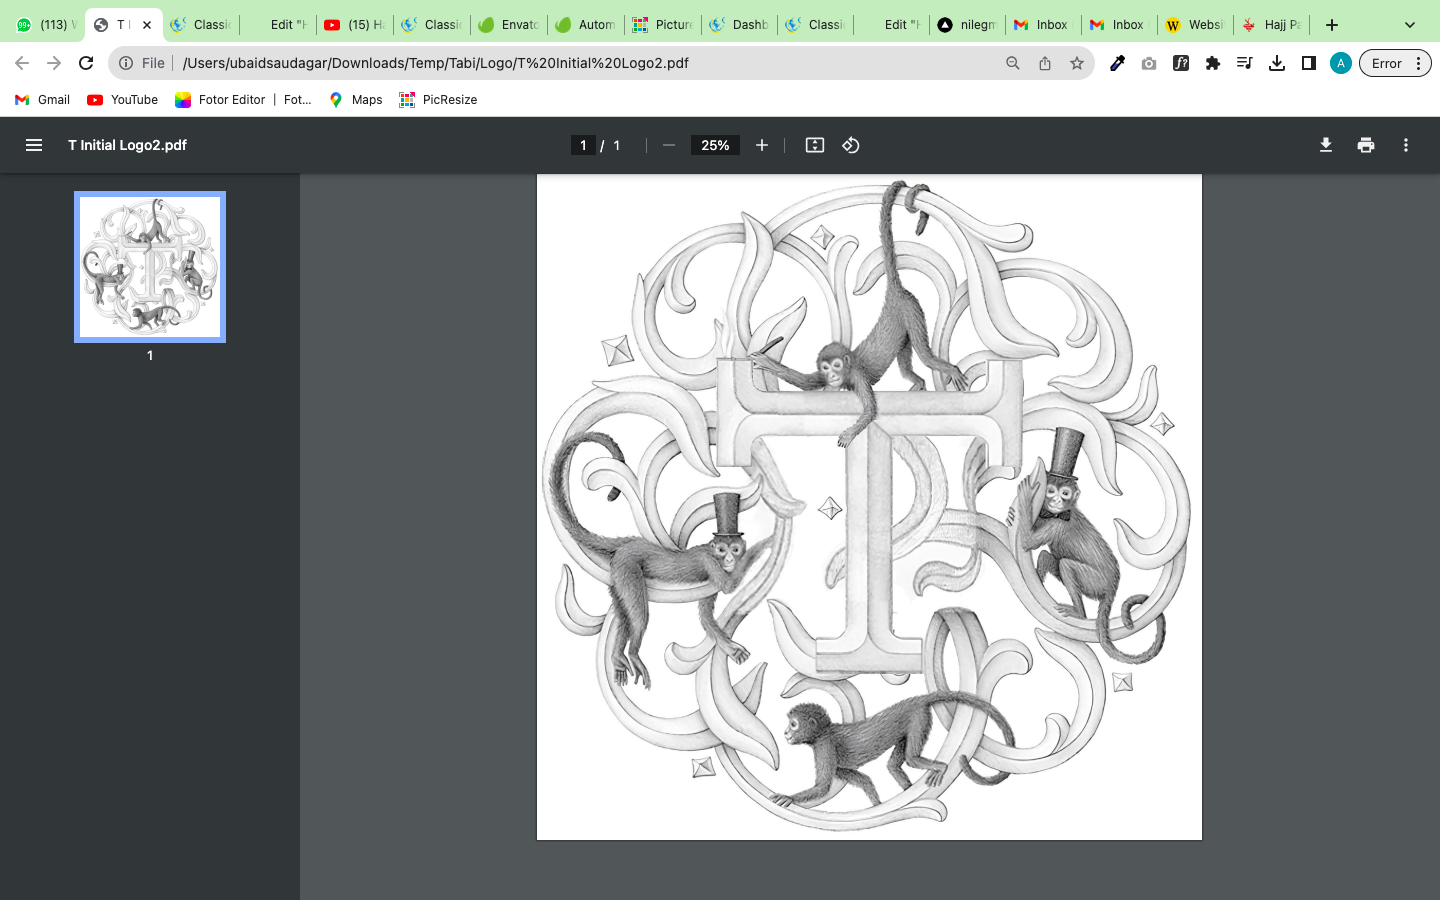 99+ (113) W T I Classic Edit "H (15) Ha Classic Envato Autom Picture Dashb Classic Edit "H nilegm Inbox Inbox W Websi Hajj Pa
File /Users/ubaidsaudagar/Downloads/Temp/Tabi/Logo/T%20Initial%20Logo2.pdf f? A Error
Gmail YouTube Fotor Editor | Fot... Maps PicResize
T Initial Logo2.pdf 1 / 1 25%
1
T